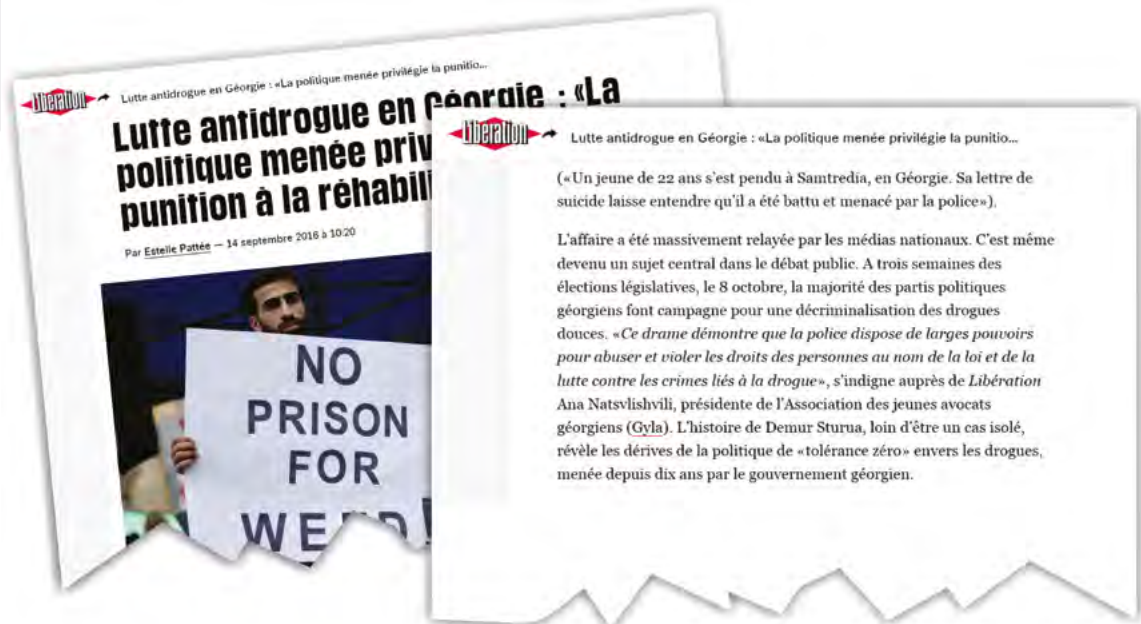 Libération
Lutte antidrogue en Géorgie : «La politique menée privilégie la punitio...
Lutte antidrogue en Géorgie : «La
politique menée priv
punition à la réhabili
Par Estelle Pattée — 14 septembre 2016 à 10:20
NO
PRISON
FOR
WEED!
Libération
Lutte antidrogue en Géorgie : «La politique menée privilégie la punitio...
(«Un jeune de 22 ans s'est pendu à Samtredia, en Géorgie. Sa lettre de
suicide laisse entendre qu'il a été battu et menacé par la police»).
L'affaire a été massivement relayée par les médias nationaux. C'est même
devenu un sujet central dans le débat public. A trois semaines des
élections législatives, le 8 octobre, la majorité des partis politiques
géorgiens font campagne pour une décriminalisation des drogues
douces. «Ce drame démontre que la police dispose de larges pouvoirs
pour abuser et violer les droits des personnes au nom de la loi et de la
lutte contre les crimes liés à la drogue», s'indigne auprès de Libération
Ana Natsvlishvili, présidente de l'Association des jeunes avocats
géorgiens (Gyla). L'histoire de Demur Sturua, loin d'être un cas isolé,
révèle les dérives de la politique de «tolérance zéro» envers les drogues,
menée depuis dix ans par le gouvernement géorgien.